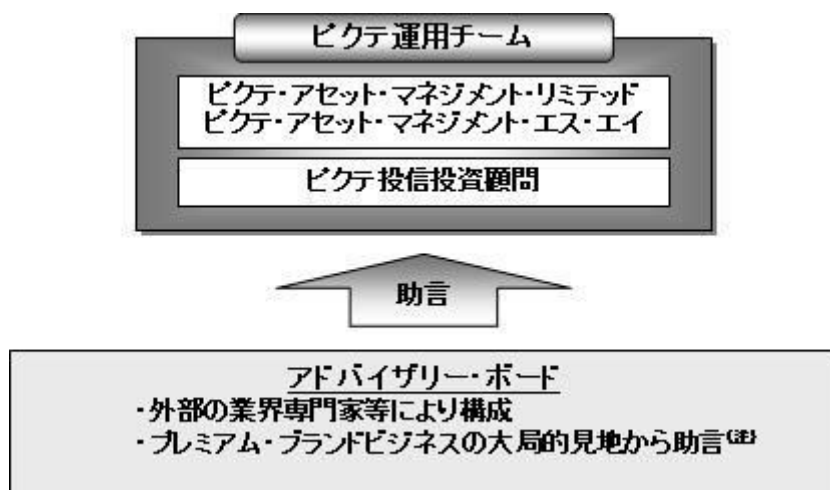 ピクテ運用チーム
ピクテ・アセット・マネジメント・リミテッド
ピクテ・アセット・マネジメント・エス・エイ
ピクテ投信投資顧問
助言
アドバイザリー・ボード
・外部の業界専門家等により構成
・プレミアム・ブランドビジネスの大局的見地から助言(注)